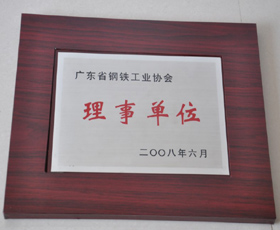 广东省钢铁工业协会
理事单位
二〇〇八年六月